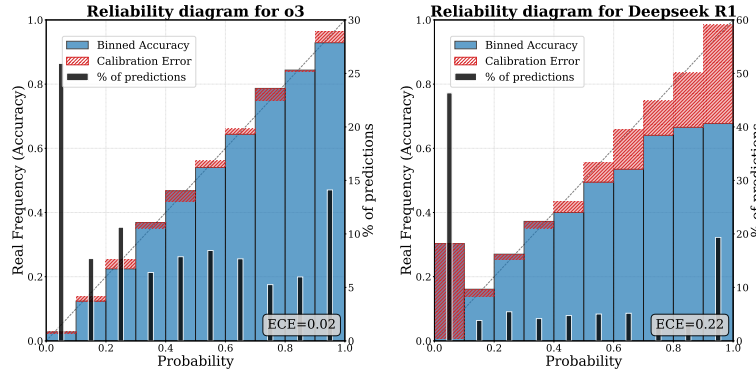 Reliability diagram for o3
Binned Accuracy
Calibration Error
% of predictions
Real Frequency (Accuracy)
1.0
0.8
0.6
0.4
0.2
0.0
30
25
20
15
10
5
0
% of predictions
ECE=0.02
0.0 0.2 0.4 0.6 0.8 1.0
Probability
Reliability diagram for Deepseek R1
Binned Accuracy
Calibration Error
% of predictions
Real Frequency (Accuracy)
1.0
0.8
0.6
0.4
0.2
0.0
60
50
40
30
20
10
0
% of predictions
ECE=0.22
0.0 0.2 0.4 0.6 0.8 1.0
Probability